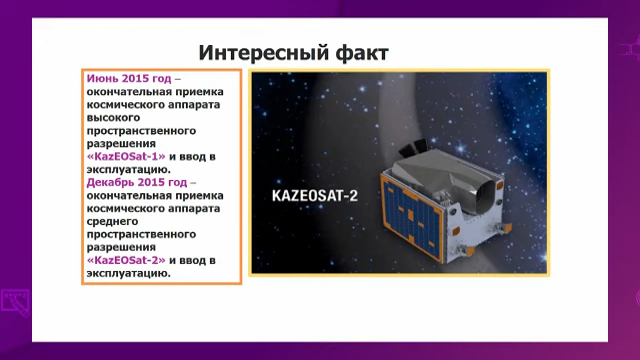 Интересный факт
Июнь 2015 год –
окончательная приемка
космического аппарата
высокого
пространственного
разрешения
«KazEOSat-1» и ввод в
эксплуатацию.
Декабрь 2015 год –
окончательная приемка
космического аппарата
среднего
пространственного
разрешения
«KazEOSat-2» и ввод в
эксплуатацию.
KAZEOSAT-2